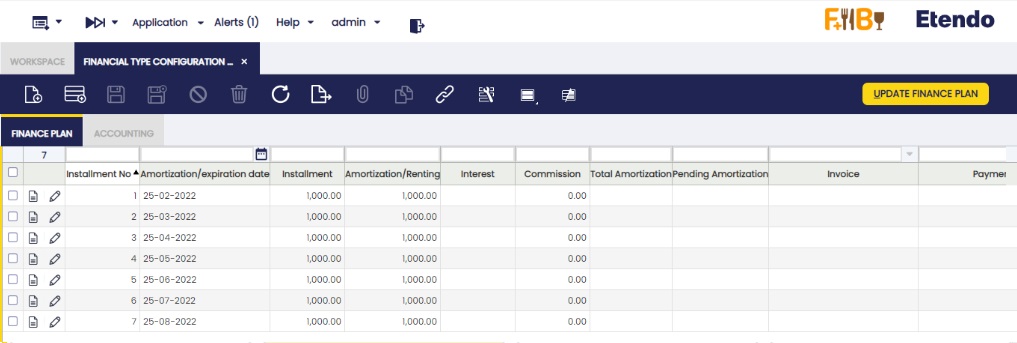 Application Alerts (1) Help admin F+B Etendo
WORKSPACE FINANCIAL TYPE CONFIGURATION ... ×
UPDATE FINANCE PLAN
FINANCE PLAN ACCOUNTING
7
Installment No Amortization/expiration date Installment Amortization/Renting Interest Commission Total Amortization Pending Amortization Invoice Paymer
1 25-02-2022 1,000.00 1,000.00 0.00
2 25-03-2022 1,000.00 1,000.00 0.00
3 25-04-2022 1,000.00 1,000.00 0.00
4 25-05-2022 1,000.00 1,000.00 0.00
5 25-06-2022 1,000.00 1,000.00 0.00
6 25-07-2022 1,000.00 1,000.00 0.00
7 25-08-2022 1,000.00 1,000.00 0.00